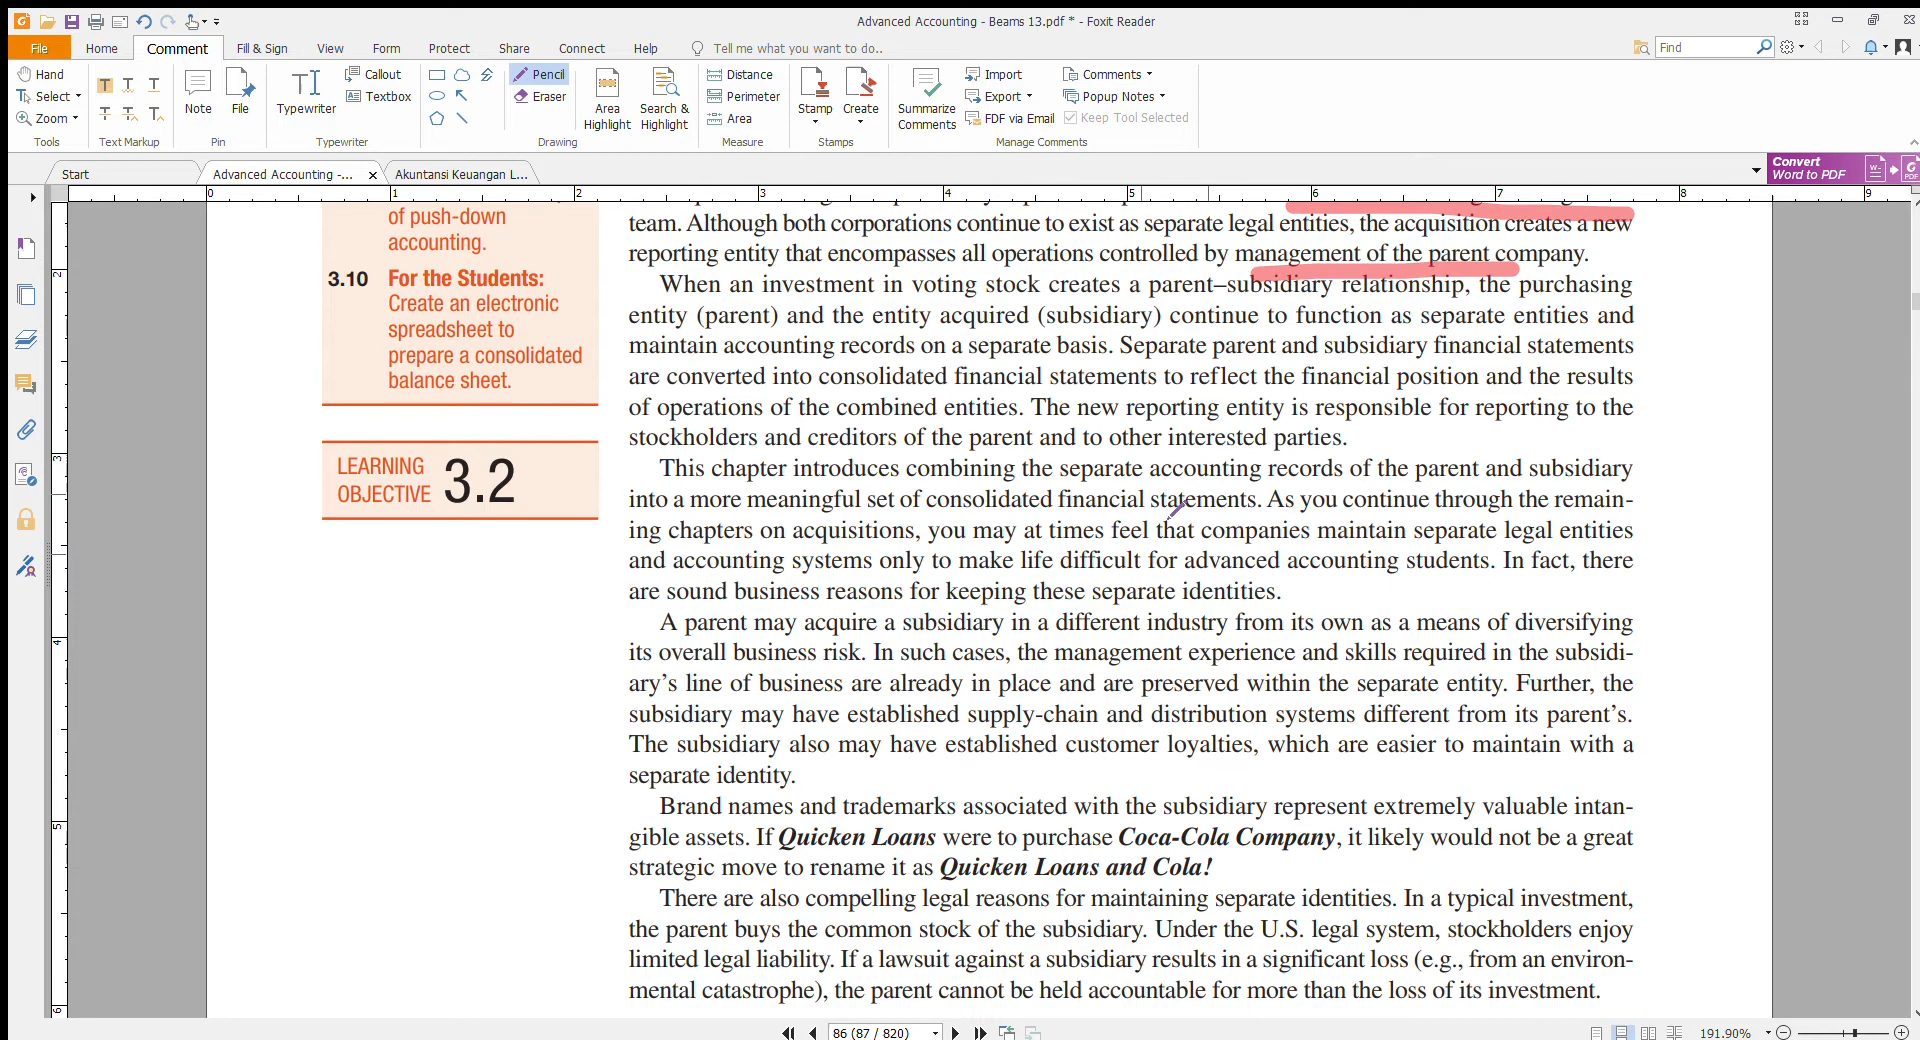 Advanced Accounting - Beams 13.pdf * - Foxit Reader
File Home Comment Fill & Sign View Form Protect Share Connect Help Tell me what you want to do.. Find
Hand
Select
Zoom
Tools
Text Markup
Note
File
Pin
Typewriter
Callout
Textbox
Typewriter
Pencil
Eraser
Drawing
Area
Highlight
Search &
Highlight
Distance
Perimeter
Area
Measure
Stamp
Create
Stamps
Summarize
Comments
Import
Export
FDF via Email
Comments
Popup Notes
Keep Tool Selected
Manage Comments
Start Advanced Accounting -... Akuntansi Keuangan L...
Convert
Word to PDF
0 1 2 3 4 5 6 7 8 9
of push-down
accounting.
3.10 For the Students:
Create an electronic
spreadsheet to
prepare a consolidated
balance sheet.
LEARNING
OBJECTIVE 3.2
team. Although both corporations continue to exist as separate legal entities, the acquisition creates a new
reporting entity that encompasses all operations controlled by management of the parent company.
When an investment in voting stock creates a parent–subsidiary relationship, the purchasing
entity (parent) and the entity acquired (subsidiary) continue to function as separate entities and
maintain accounting records on a separate basis. Separate parent and subsidiary financial statements
are converted into consolidated financial statements to reflect the financial position and the results
of operations of the combined entities. The new reporting entity is responsible for reporting to the
stockholders and creditors of the parent and to other interested parties.
This chapter introduces combining the separate accounting records of the parent and subsidiary
into a more meaningful set of consolidated financial statements. As you continue through the remain-
ing chapters on acquisitions, you may at times feel that companies maintain separate legal entities
and accounting systems only to make life difficult for advanced accounting students. In fact, there
are sound business reasons for keeping these separate identities.
A parent may acquire a subsidiary in a different industry from its own as a means of diversifying
its overall business risk. In such cases, the management experience and skills required in the subsidi-
ary’s line of business are already in place and are preserved within the separate entity. Further, the
subsidiary may have established supply-chain and distribution systems different from its parent’s.
The subsidiary also may have established customer loyalties, which are easier to maintain with a
separate identity.
Brand names and trademarks associated with the subsidiary represent extremely valuable intan-
gible assets. If Quicken Loans were to purchase Coca-Cola Company, it likely would not be a great
strategic move to rename it as Quicken Loans and Cola!
There are also compelling legal reasons for maintaining separate identities. In a typical investment,
the parent buys the common stock of the subsidiary. Under the U.S. legal system, stockholders enjoy
limited legal liability. If a lawsuit against a subsidiary results in a significant loss (e.g., from an environ-
mental catastrophe), the parent cannot be held accountable for more than the loss of its investment.
2
3
4
5
6
86 (87 / 820)
191.90%